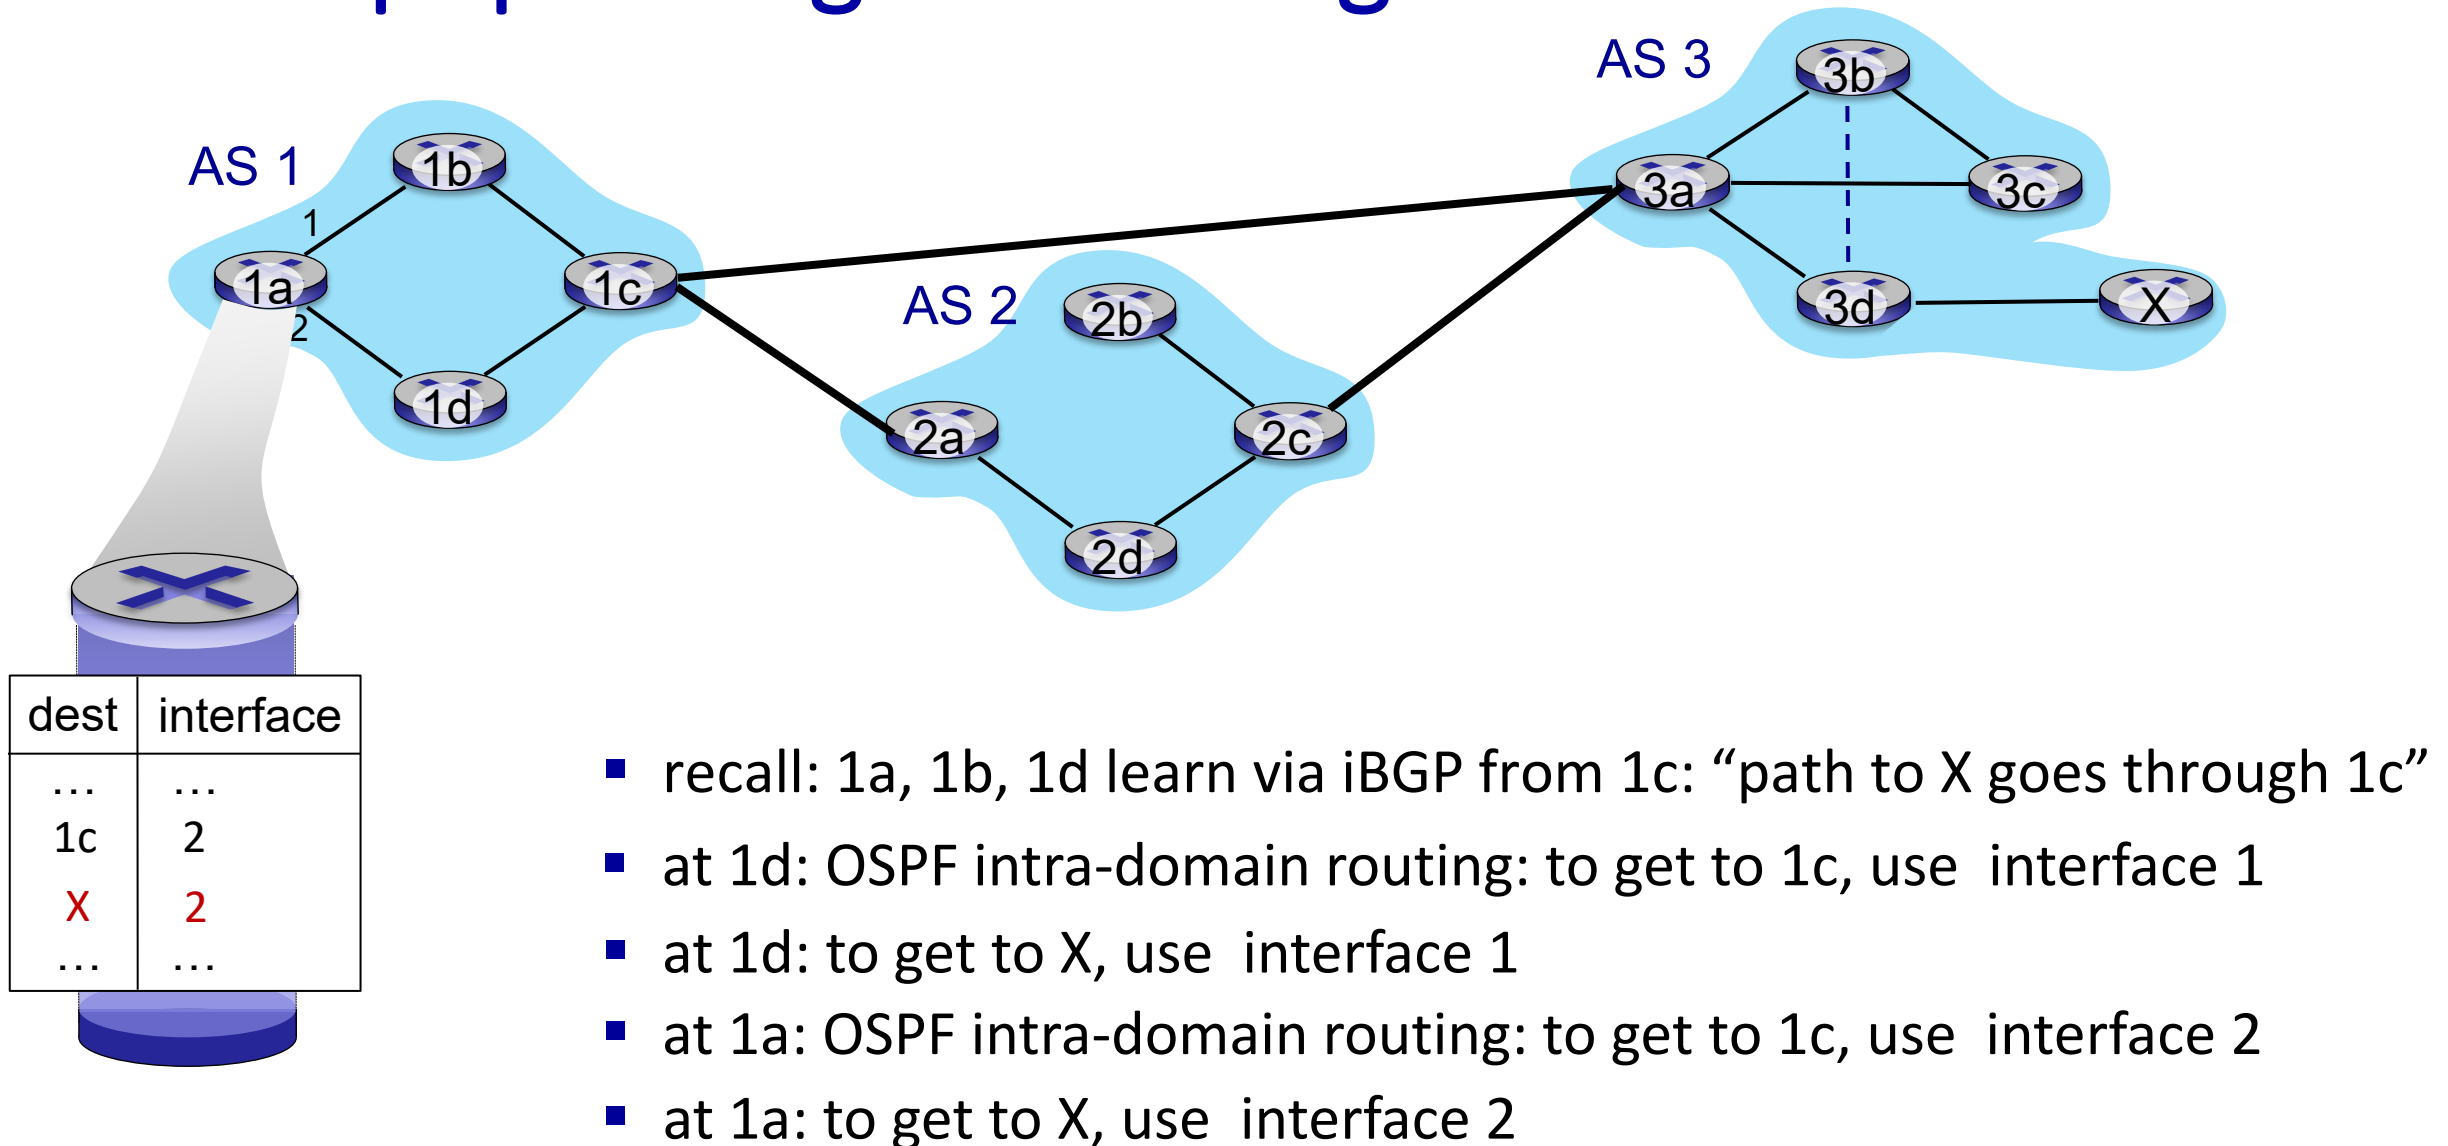 AS 3
3b
AS 1
1b
3a
3c
1
1a
1c
2
AS 2
2b
3d
X
1d
2a
2c
2d
dest interface
... ...
1c 2
X 2
... ...
▪ recall: 1a, 1b, 1d learn via iBGP from 1c: “path to X goes through 1c”
▪ at 1d: OSPF intra-domain routing: to get to 1c, use interface 1
▪ at 1d: to get to X, use interface 1
▪ at 1a: OSPF intra-domain routing: to get to 1c, use interface 2
▪ at 1a: to get to X, use interface 2